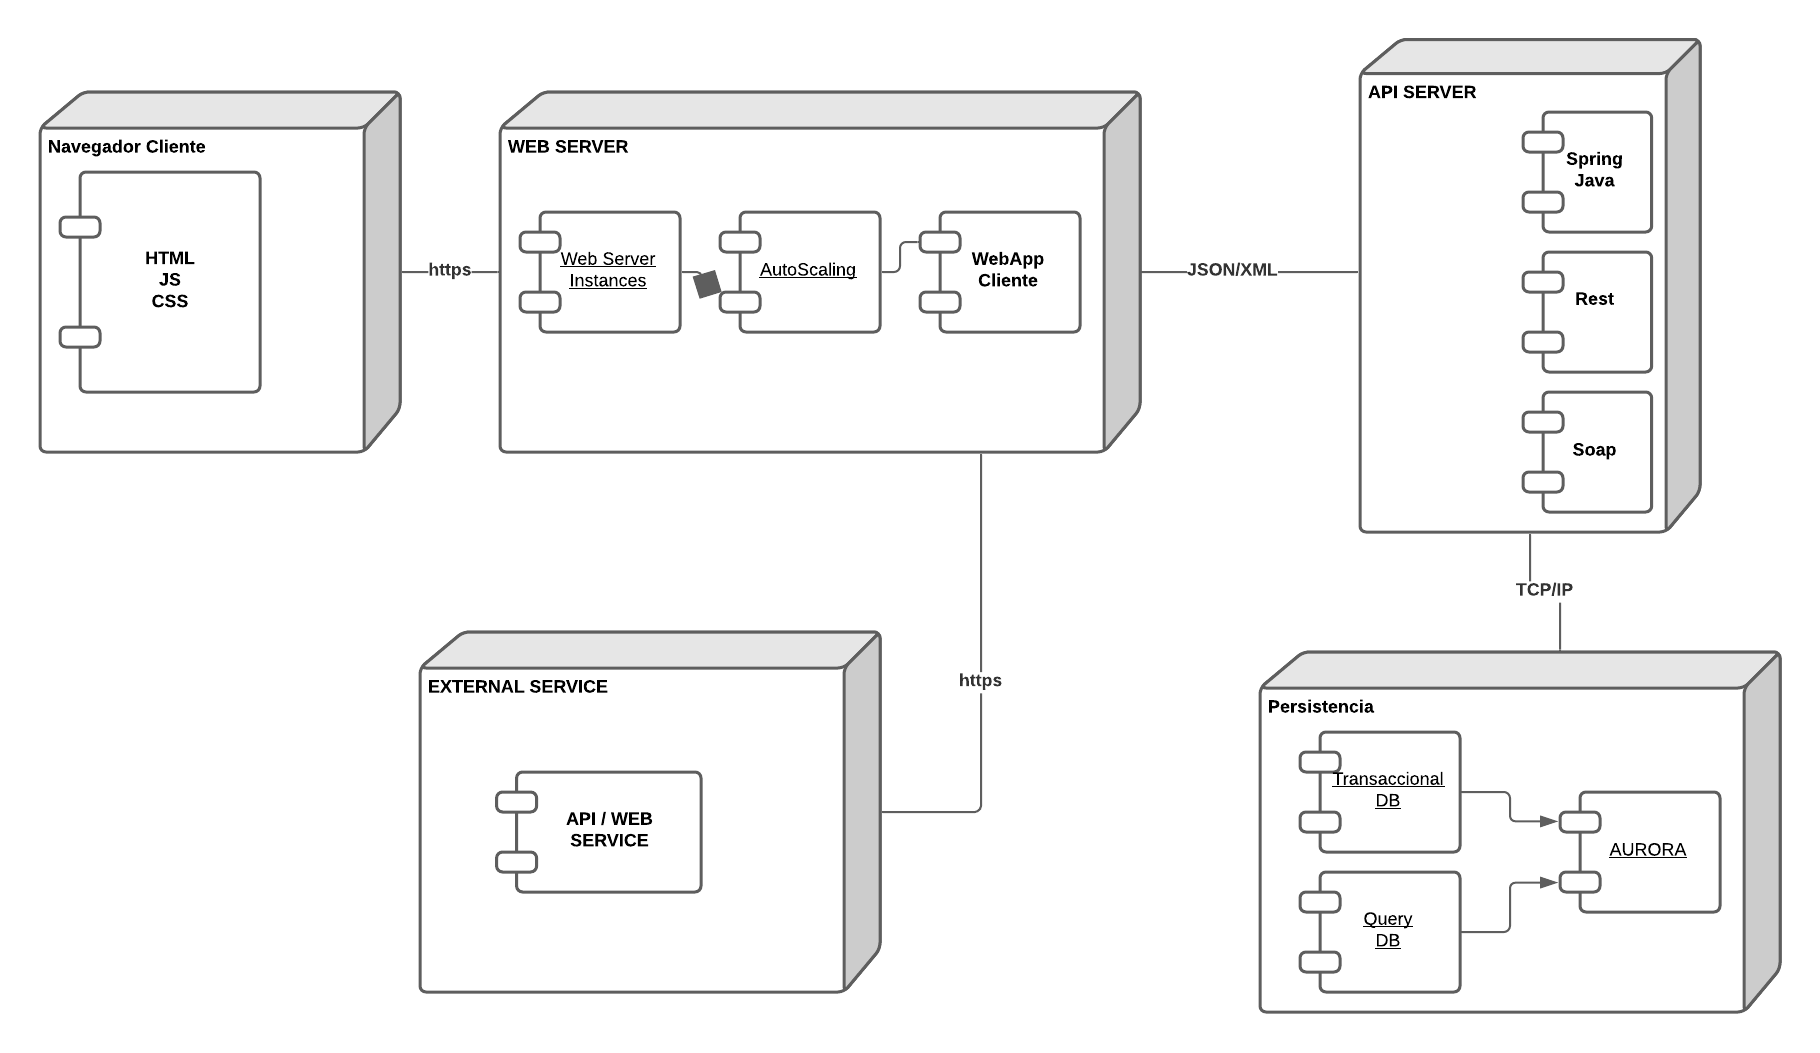 Navegador Cliente
HTML
JS
CSS
https
WEB SERVER
Web Server
Instances
AutoScaling
WebApp
Cliente
JSON/XML
API SERVER
Spring
Java
Rest
Soap
TCP/IP
https
EXTERNAL SERVICE
API / WEB
SERVICE
Persistencia
Transaccional
DB
Query
DB
AURORA